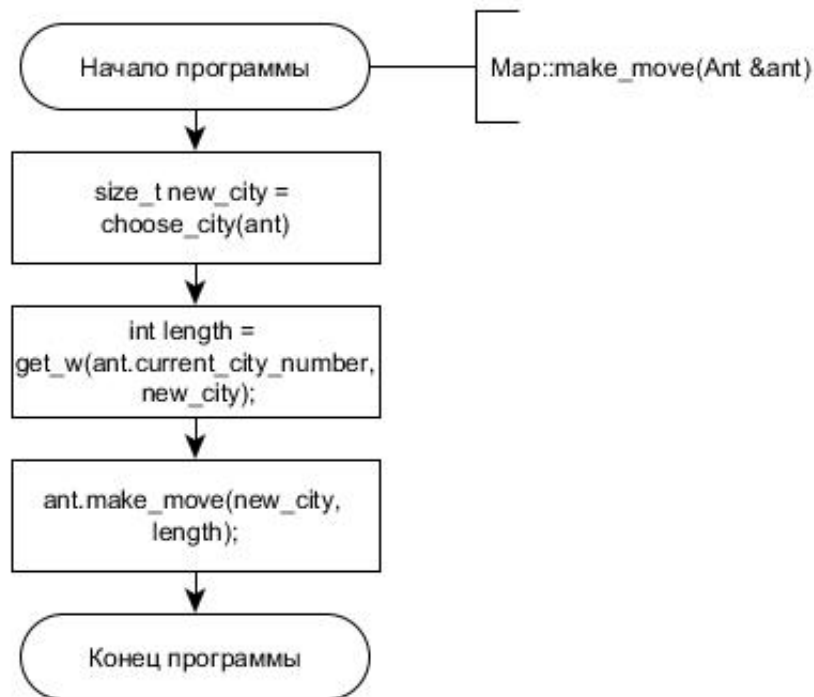 Начало программы
Map::make_move(Ant &ant)
size_t new_city =
choose_city(ant)
int length =
get_w(ant.current_city_number,
new_city);
ant.make_move(new_city,
length);
Конец программы